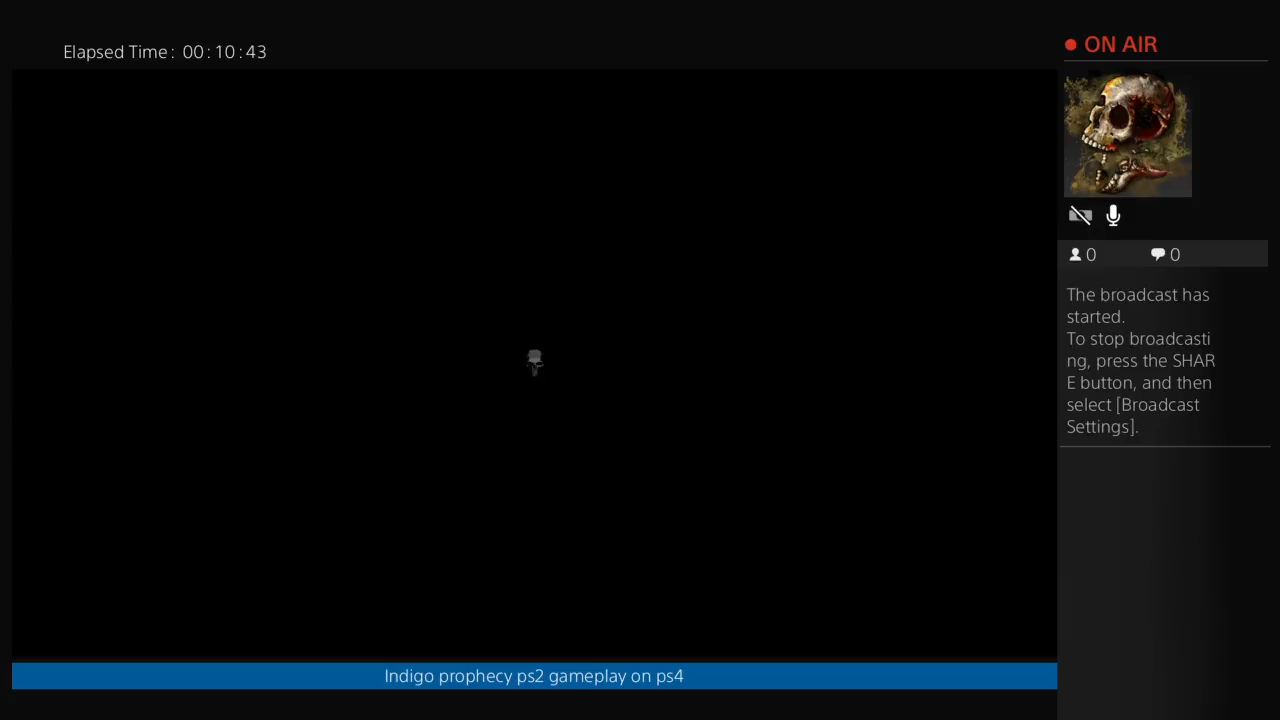 Elapsed Time: 00:10:43
ON AIR
0
0
The broadcast has
started.
To stop broadcasti
ng, press the SHAR
E button, and then
select [Broadcast
Settings].
Indigo prophecy ps2 gameplay on ps4